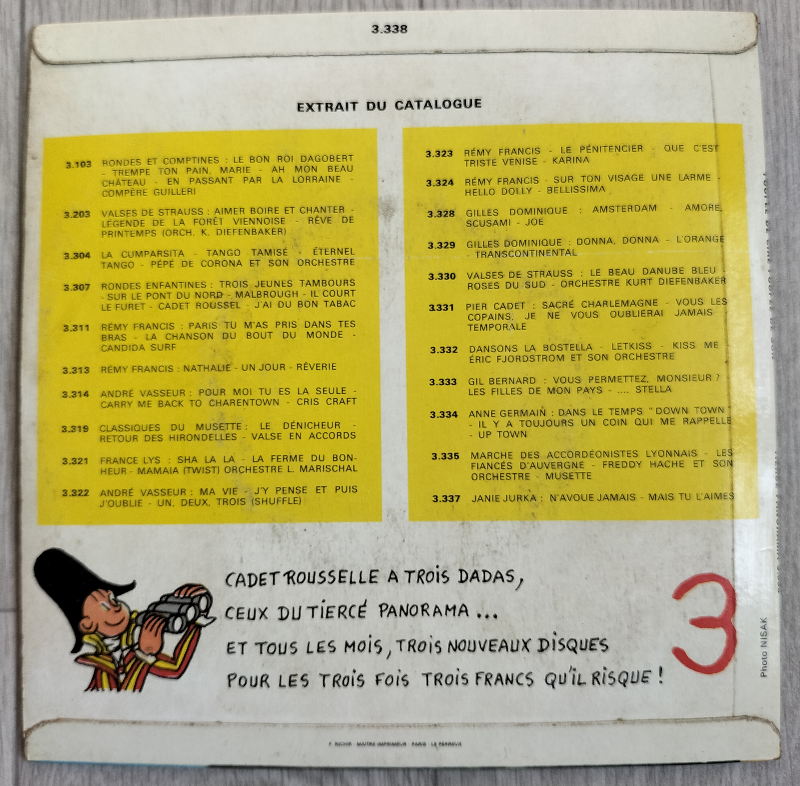 3.338
EXTRAIT DU CATALOGUE
3.103 RONDES ET COMPTINES : LE BON ROI DAGOBERT
- TREMPE TON PAIN, MARIE - AH MON BEAU
CHÂTEAU - EN PASSANT PAR LA LORRAINE -
COMPÈRE GUILLERI
3.203 VALSES DE STRAUSS : AIMER BOIRE ET CHANTER -
LÉGENDE DE LA FORÊT VIENNOISE - RÊVE DE
PRINTEMPS (ORCH. K. DIEFENBAKER)
3.304 LA CUMPARSITA - TANGO TAMISÉ - ÉTERNEL
TANGO - PÉPÉ DE CORONA ET SON ORCHESTRE
3.307 RONDES ENFANTINES : TROIS JEUNES TAMBOURS
- SUR LE PONT DU NORD - MALBROUGH - IL COURT
LE FURET - CADET ROUSSEL - J'AI DU BON TABAC
3.311 RÉMY FRANCIS : PARIS TU M'AS PRIS DANS TES
BRAS - LA CHANSON DU BOUT DU MONDE -
CANDIDA SURF
3.313 RÉMY FRANCIS : NATHALIE - UN JOUR - RÊVERIE
3.314 ANDRÉ VASSEUR : POUR MOI TU ES LA SEULE -
CARRY ME BACK TO CHARENTOWN - CRIS CRAFT
3.319 CLASSIQUES DU MUSETTE : LE DÉNICHEUR -
RETOUR DES HIRONDELLES - VALSE EN ACCORDS
3.321 FRANCE LYS : SHA LA LA - LA FERME DU BON-
HEUR - MAMAIA (TWIST) ORCHESTRE L. MARISCHAL
3.322 ANDRÉ VASSEUR : MA VIE - J'Y PENSE ET PUIS
J'OUBLIE - UN, DEUX, TROIS (SHUFFLE)
3.323 RÉMY FRANCIS - LE PÉNITENCIER - QUE C'EST
TRISTE VENISE - KARINA
3.324 RÉMY FRANCIS - SUR TON VISAGE UNE LARME -
HELLO DOLLY - BELLISSIMA
3.328 GILLES DOMINIQUE : AMSTERDAM - AMORE,
SCUSAMI - JOE
3.329 GILLES DOMINIQUE : DONNA, DONNA - L'ORANGE
- TRANSCONTINENTAL
3.330 VALSES DE STRAUSS : LE BEAU DANUBE BLEU -
ROSES DU SUD - ORCHESTRE KURT DIEFENBAKER
3.331 PIER CADET : SACRÉ CHARLEMAGNE - VOUS LES
COPAINS, JE NE VOUS OUBLIERAI JAMAIS -
TEMPORALE
3.332 DANSONS LA BOSTELLA - LETKISS - KISS ME -
ÉRIC FJORDSTROM ET SON ORCHESTRE
3.333 GIL BERNARD : VOUS PERMETTEZ, MONSIEUR ? -
LES FILLES DE MON PAYS - .... STELLA
3.334 ANNE GERMAIN : DANS LE TEMPS "DOWN TOWN"
- IL Y A TOUJOURS UN COIN QUI ME RAPPELLE
- UP TOWN
3.335 MARCHE DES ACCORDÉONISTES LYONNAIS - LES
FIANCÉS D'AUVERGNE - FREDDY HACHE ET SON
ORCHESTRE - MUSETTE
3.337 JANIE JURKA : N'AVOUE JAMAIS - MAIS TU L'AIMES
CADET ROUSSELLE A TROIS DADAS,
CEUX DU TIERCÉ PANORAMA ...
ET TOUS LES MOIS, TROIS NOUVEAUX DISQUES
POUR LES TROIS FOIS TROIS FRANCS QU'IL RISQUE !
3
Photo NISAK